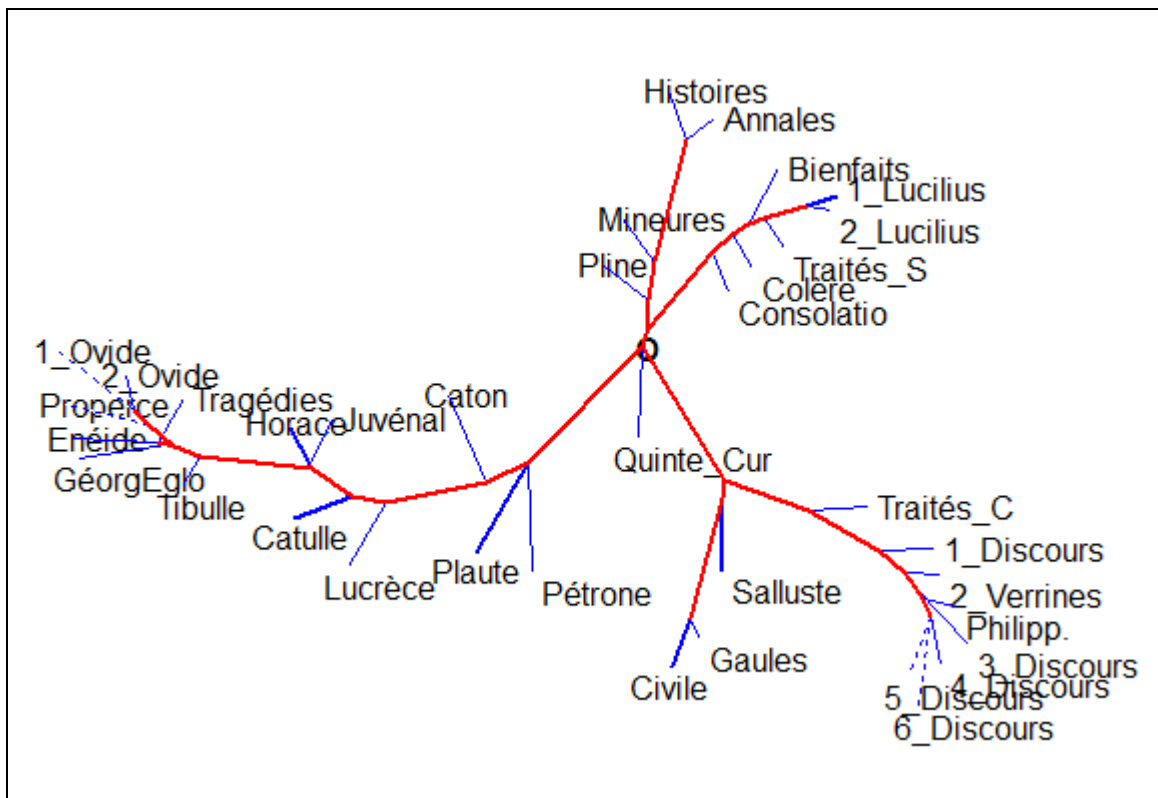 Histoires
Annales
Bienfaits
1_Lucilius
Mineures
2_Lucilius
Pline
Traités_S
Colère
Consolatio
O
1_Ovide
2_Ovide
Properce
Tragédies
Caton
Horace
Juvénal
Enéide
Quinte_Cur
GéorgEglo
Tibulle
Traités_C
Catulle
1_Discours
Plaute
Lucrèce
Pétrone
Salluste
2_Verrines
Philipp.
Gaules
3_Discours
Civile
4_Discours
5_Discours
6_Discours